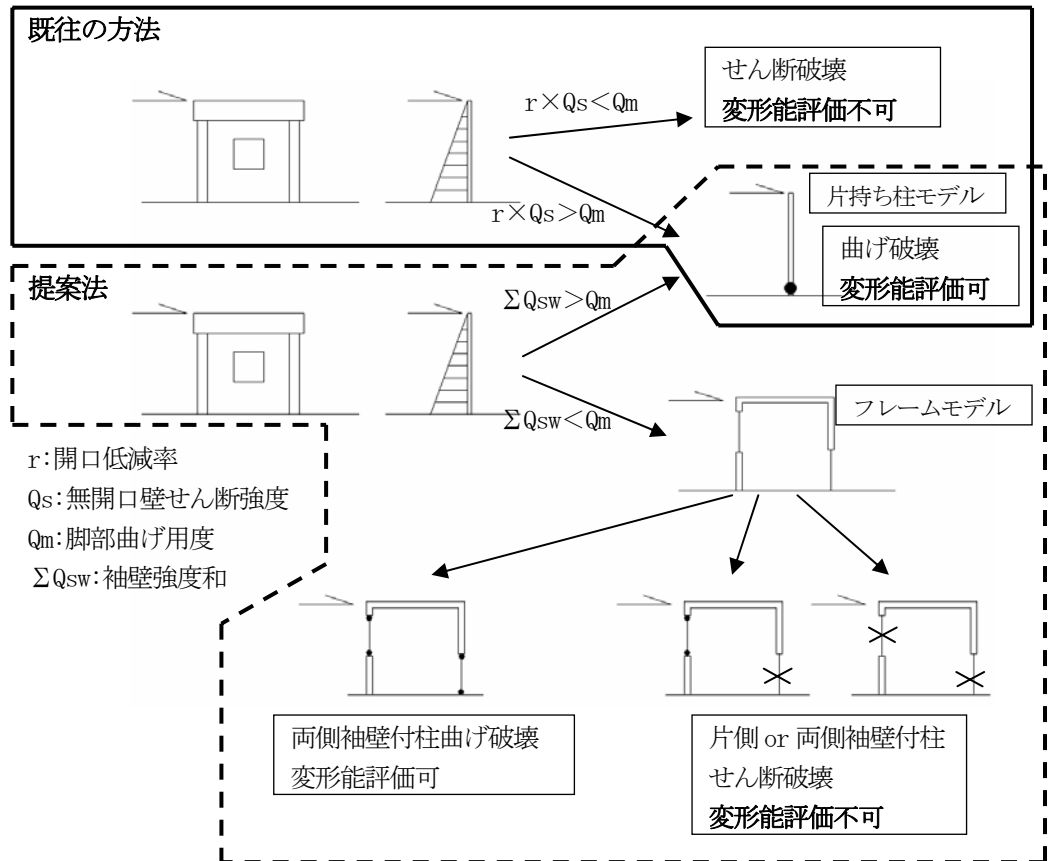 既往の方法
せん断破壊
変形能評価不可
r×Qs<Qm
r×Qs>Qm
片持ち柱モデル
曲げ破壊
変形能評価可
提案法
ΣQsw>Qm
ΣQsw<Qm
フレームモデル
r:開口低減率
Qs:無開口壁せん断強度
Qm:脚部曲げ用度
ΣQsw:袖壁強度和
両側袖壁付柱曲げ破壊
変形能評価可
片側 or 両側袖壁付柱
せん断破壊
変形能評価不可